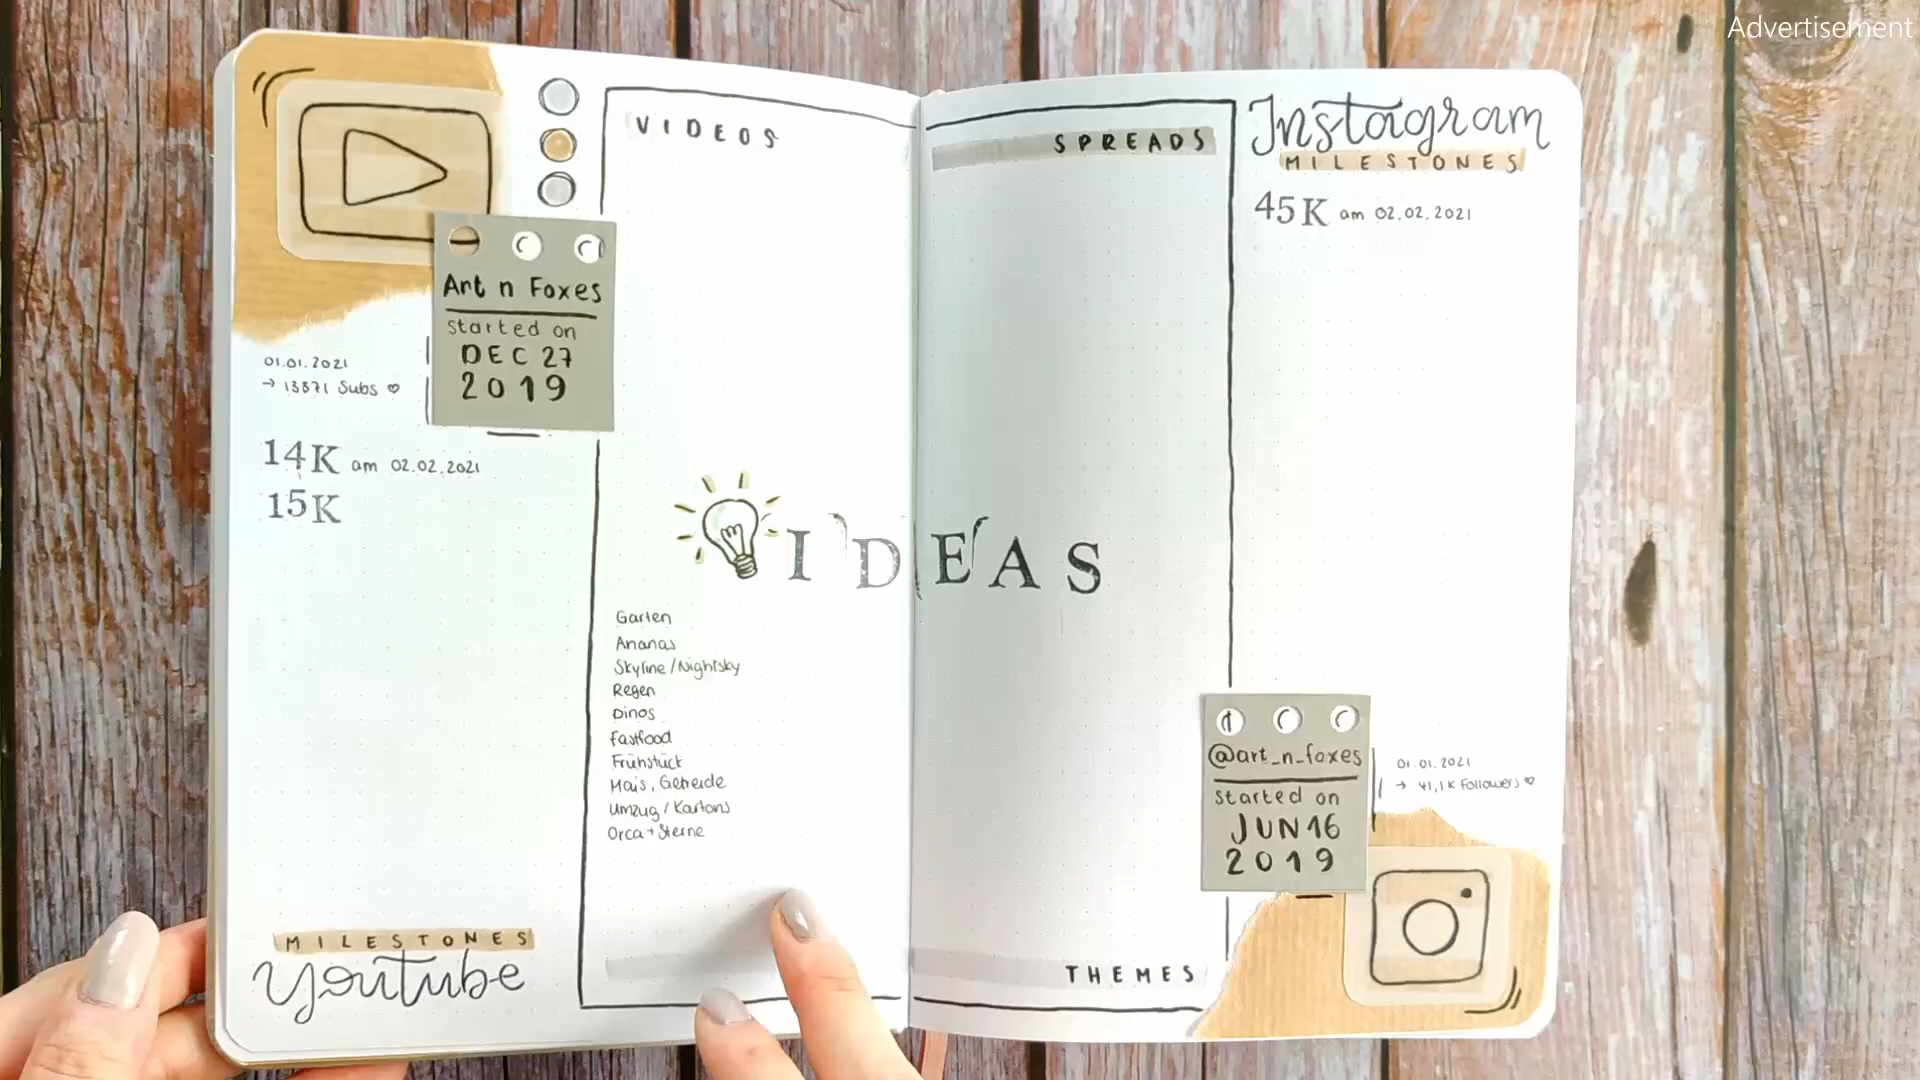 Advertisement
VIDEOS
Art n Foxes
started on
DEC 27
2019
01.01.2021
→ 13871 Subs ♡
14K am 02.02.2021
15K
IDEAS
Garten
Ananas
Skyline/Nightsky
Regen
Dinos
Fastfood
Frühstück
Mais, Getreide
Umzug/Kartons
Orca + Sterne
MILESTONES
youtube
SPREADS
Instagram
MILESTONES
45K am 02.02.2021
@art_n_foxes
started on
JUN 16
2019
01.01.2021
→ 41,1K Followers ♡
THEMES